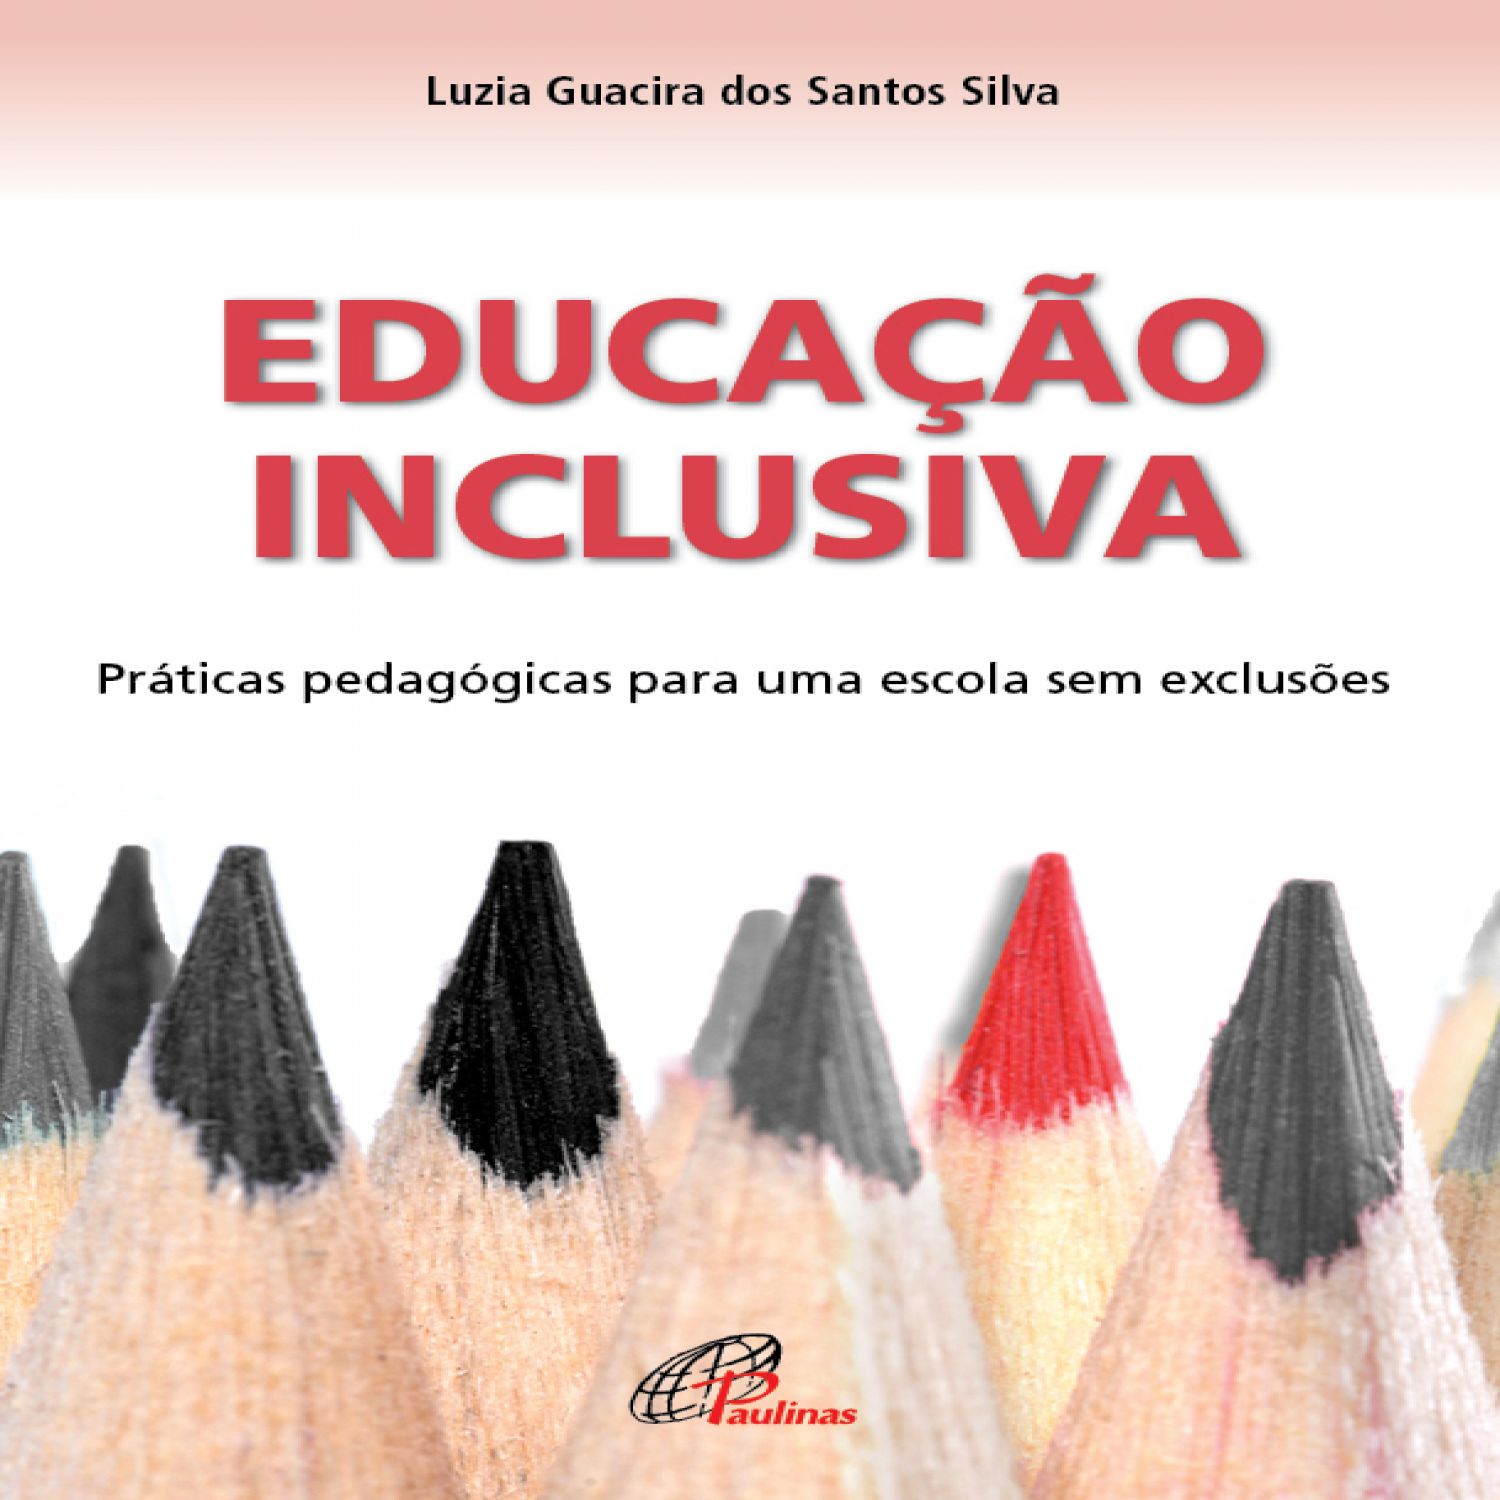 Luzia Guacira dos Santos Silva
EDUCAÇÃO
INCLUSIVA
Práticas pedagógicas para uma escola sem exclusões
Paulinas